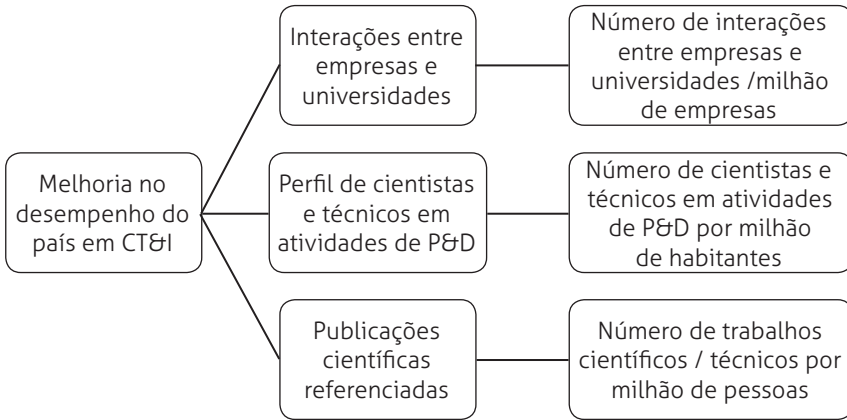 Melhoria no
desempenho do
país em CT&I
Interações entre
empresas e
universidades
Número de interações
entre empresas e
universidades /milhão
de empresas
Perfil de cientistas
e técnicos em
atividades de P&D
Número de cientistas e
técnicos em atividades
de P&D por milhão
de habitantes
Publicações
científicas
referenciadas
Número de trabalhos
científicos / técnicos por
milhão de pessoas